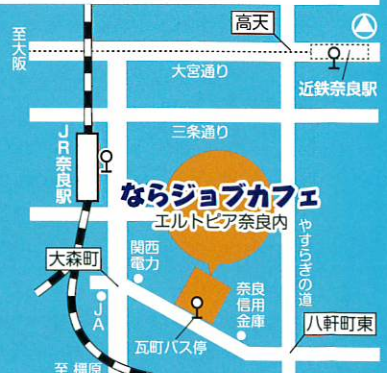 高天
至大阪
大宮通り
近鉄奈良駅
三条通り
JR奈良駅
ならジョブカフェ
エルトピア奈良内
やすらぎの道
大森町
関西
電力
奈良
信用
金庫
JA
瓦町バス停
八軒町東
至 橿原